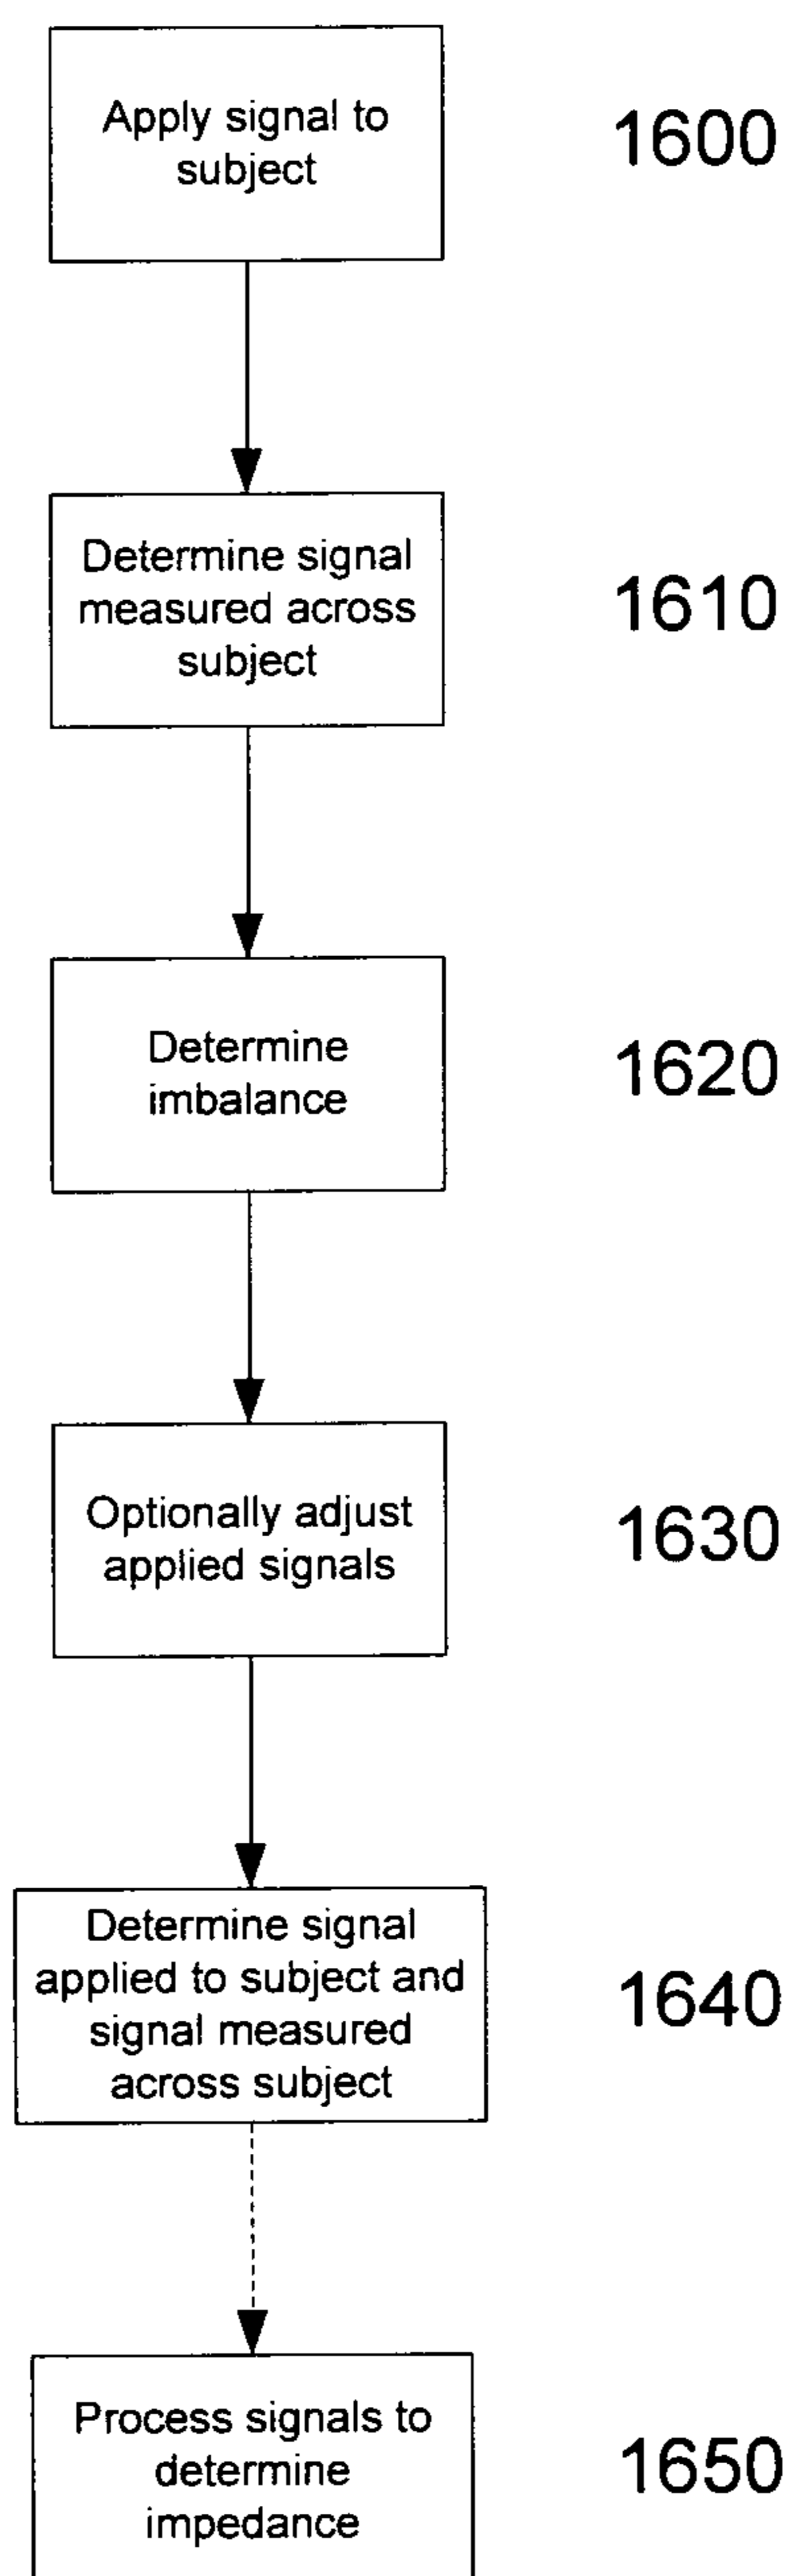 Apply signal to
subject
1600
Determine signal
measured across
subject
1610
Determine
imbalance
1620
Optionally adjust
applied signals
1630
Determine signal
applied to subject and
signal measured
across subject
1640
Process signals to
determine
impedance
1650